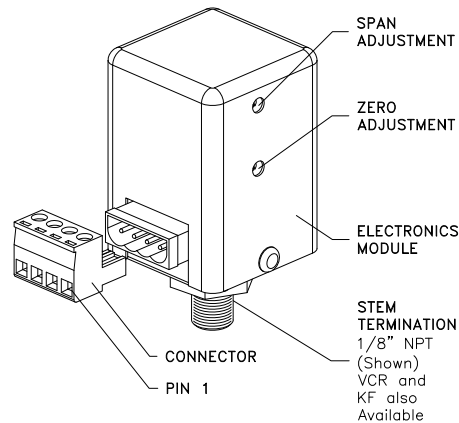 SPAN
ADJUSTMENT
ZERO
ADJUSTMENT
ELECTRONICS
MODULE
STEM
TERMINATION
1/8" NPT
(Shown)
VCR and
KF also
Available
CONNECTOR
PIN 1